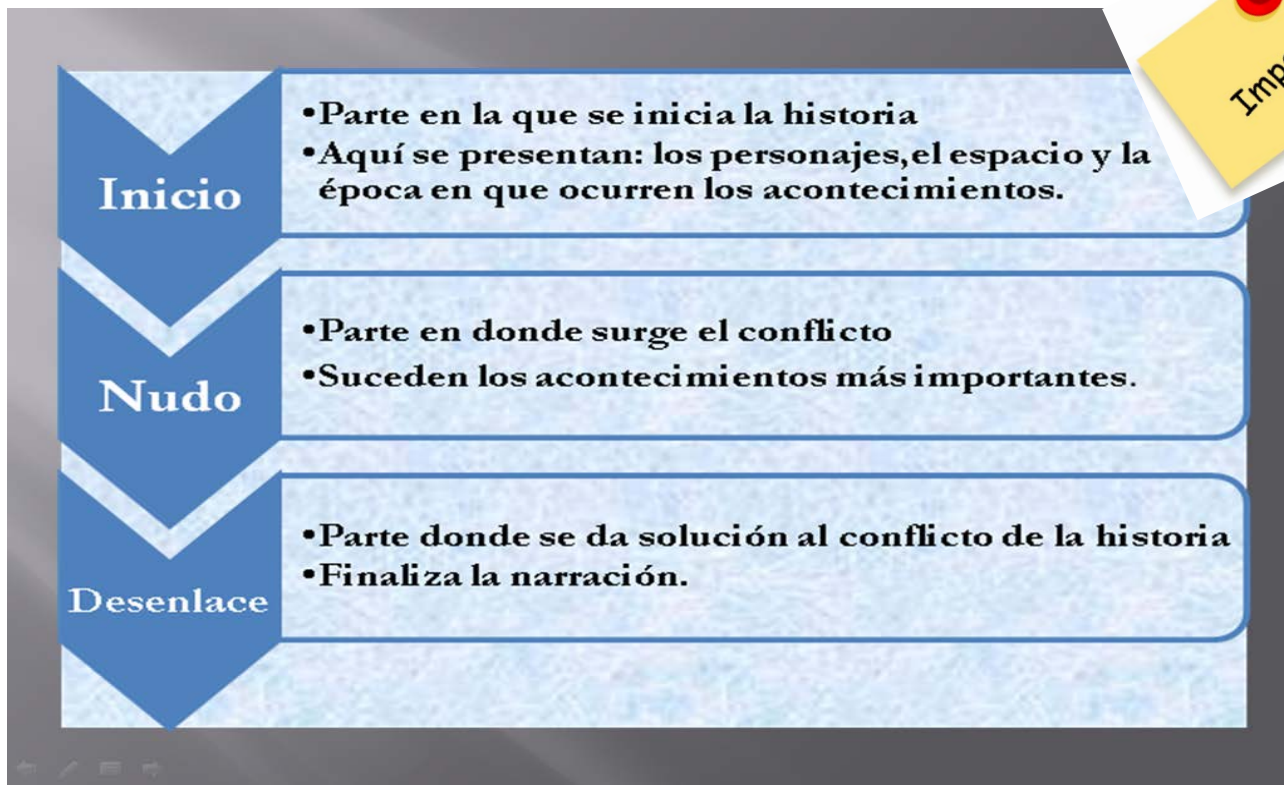 Inicio
•Parte en la que se inicia la historia
•Aquí se presentan: los personajes,el espacio y la
época en que ocurren los acontecimientos.
Nudo
•Parte en donde surge el conflicto
•Suceden los acontecimientos más importantes.
Desenlace
•Parte donde se da solución al conflicto de la historia
•Finaliza la narración.